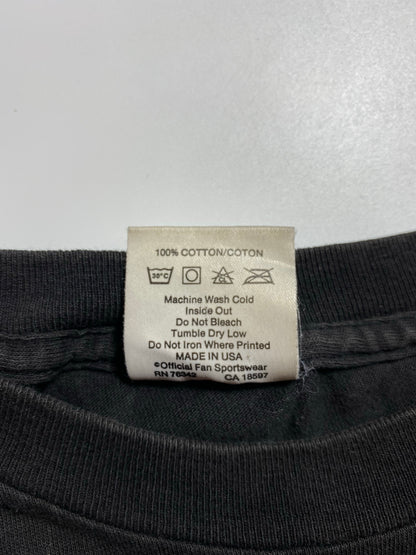 100% COTTON/COTON
30°C
Machine Wash Cold
Inside Out
Do Not Bleach
Tumble Dry Low
Do Not Iron Where Printed
MADE IN USA
©Official Fan Sportswear
RN 76342 CA 18597